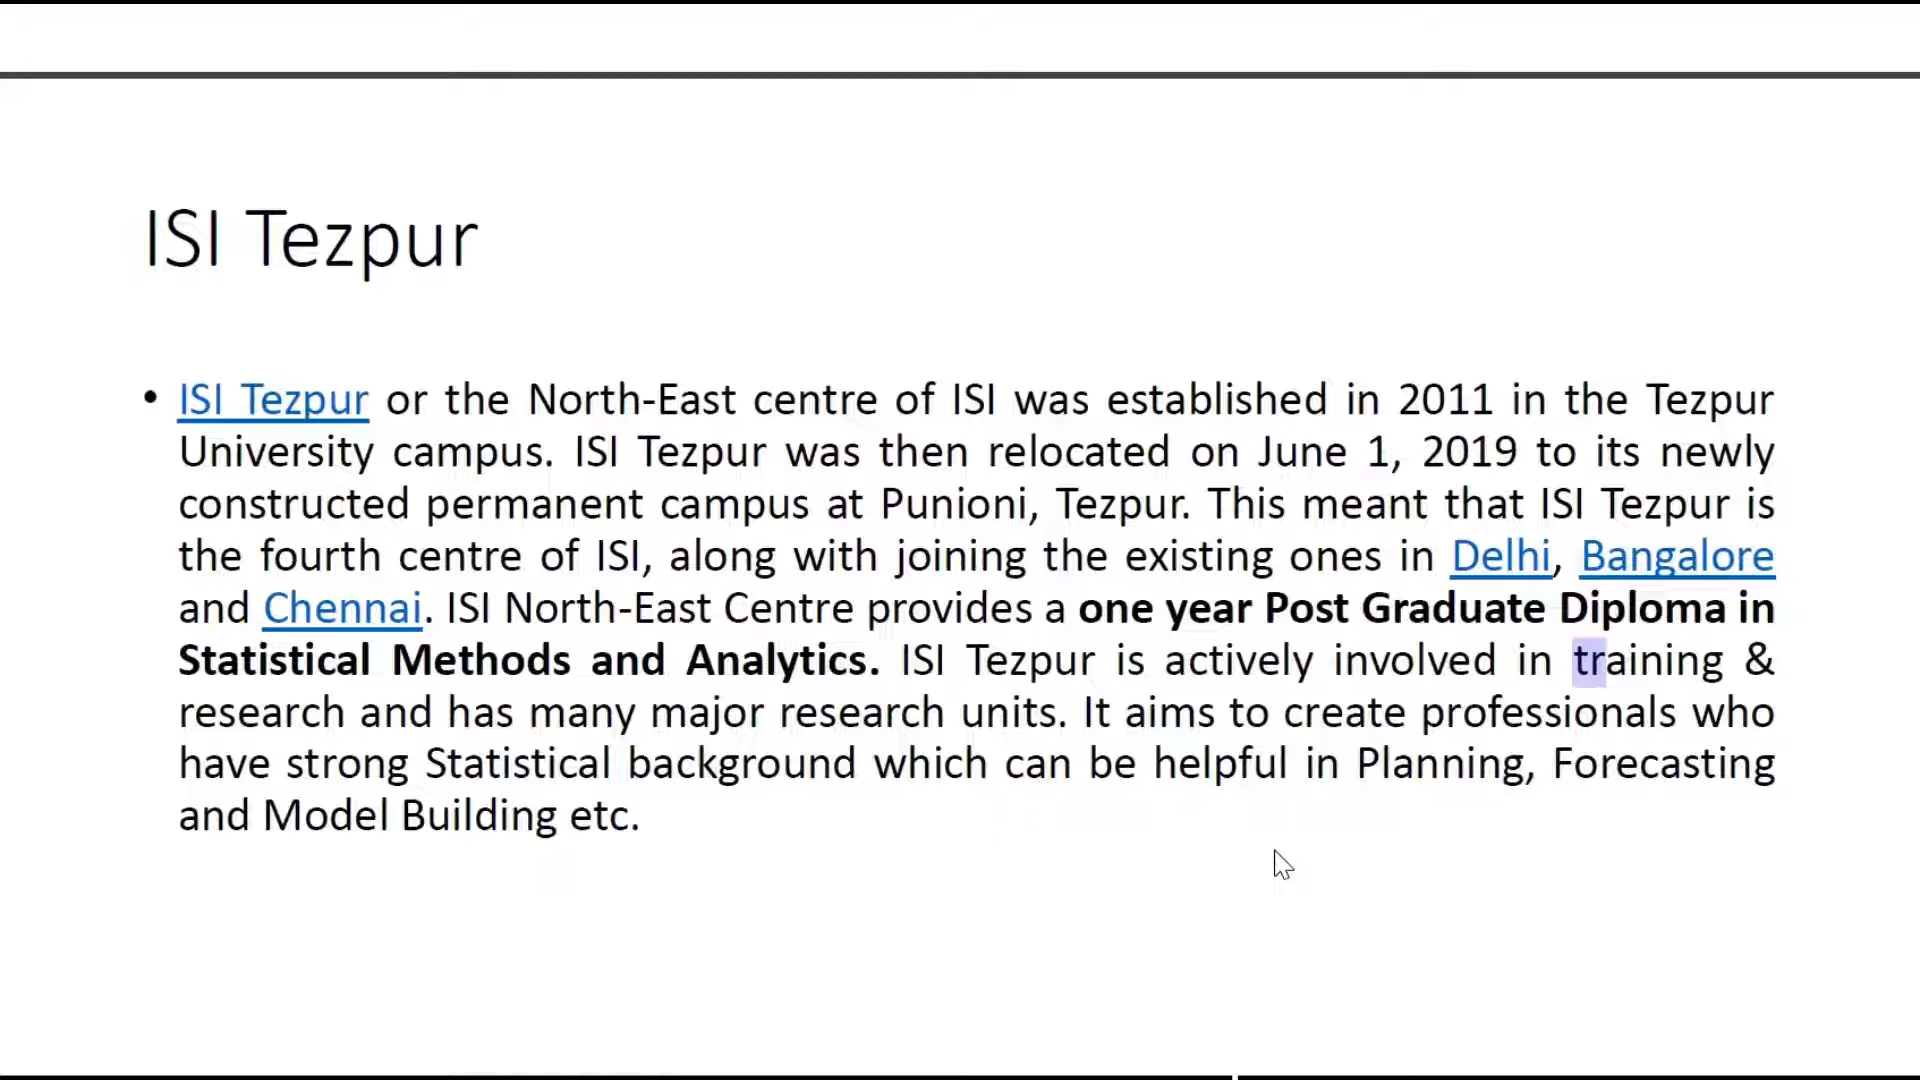 ISI Tezpur
• ISI Tezpur or the North-East centre of ISI was established in 2011 in the Tezpur
University campus. ISI Tezpur was then relocated on June 1, 2019 to its newly
constructed permanent campus at Punioni, Tezpur. This meant that ISI Tezpur is
the fourth centre of ISI, along with joining the existing ones in Delhi, Bangalore
and Chennai. ISI North-East Centre provides a one year Post Graduate Diploma in
Statistical Methods and Analytics. ISI Tezpur is actively involved in training &
research and has many major research units. It aims to create professionals who
have strong Statistical background which can be helpful in Planning, Forecasting
and Model Building etc.